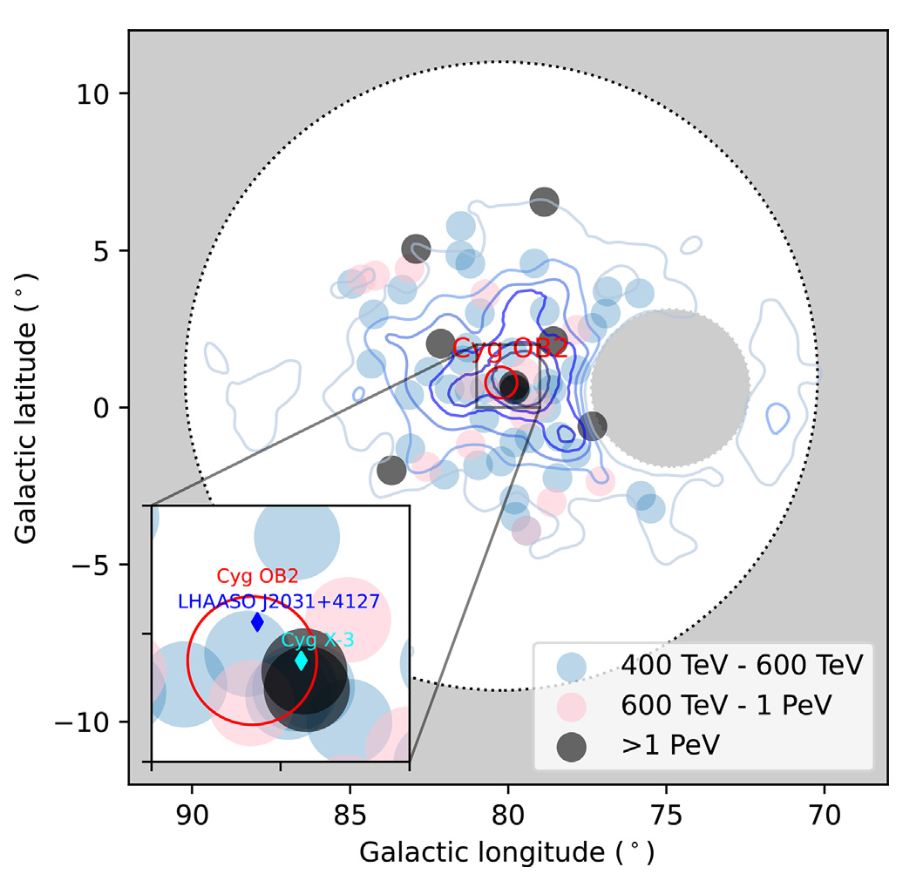 10
5
0
−5
−10
Galactic latitude (°)
Cyg OB2
Cyg OB2
LHAASO J2031+4127
Cyg X-3
400 TeV - 600 TeV
600 TeV - 1 PeV
>1 PeV
90 85 80 75 70
Galactic longitude (°)